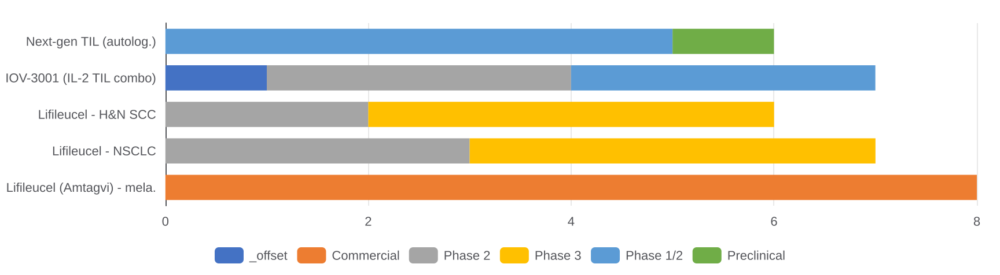 Next-gen TIL (autolog.)
IOV-3001 (IL-2 TIL combo)
Lifileucel - H&N SCC
Lifileucel - NSCLC
Lifileucel (Amtagvi) - mela.
0 2 4 6 8
_offset Commercial Phase 2 Phase 3 Phase 1/2 Preclinical